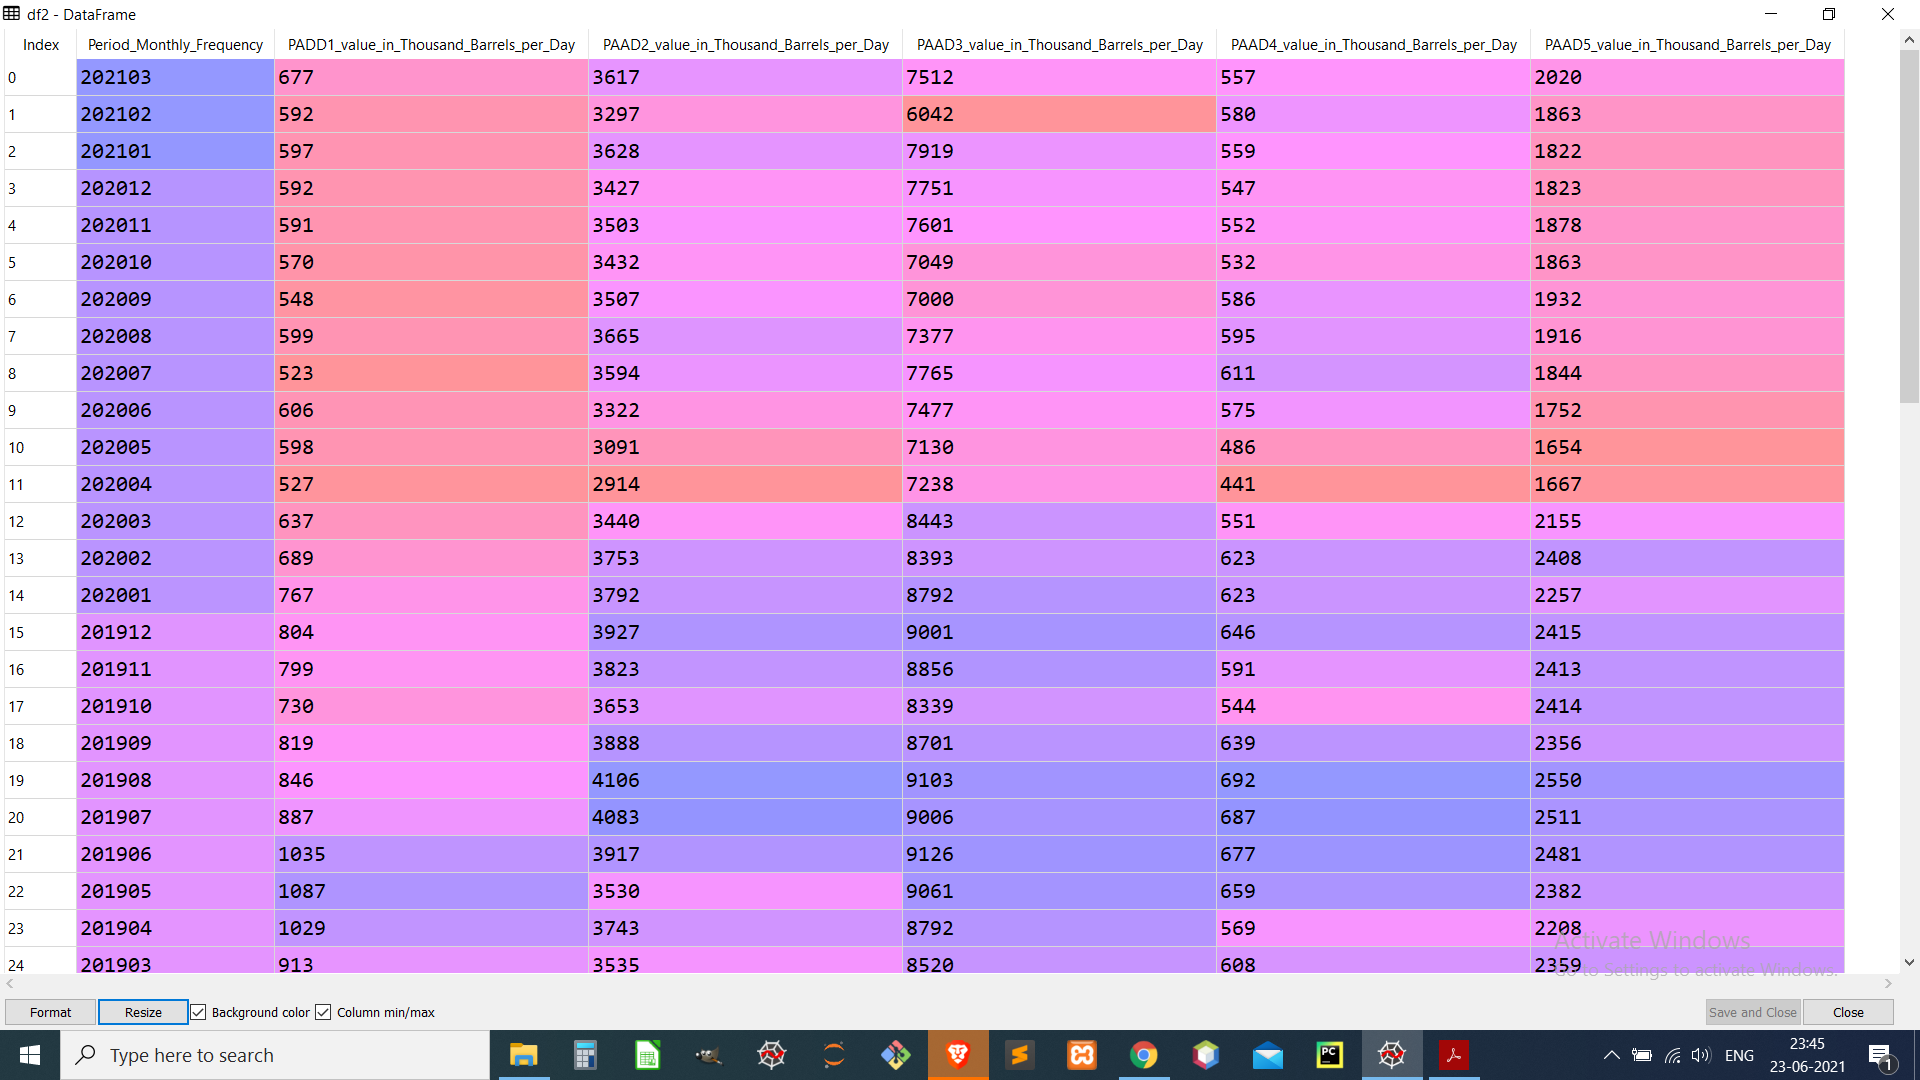 df2 - DataFrame
Index Period_Monthly_Frequency PADD1_value_in_Thousand_Barrels_per_Day PAAD2_value_in_Thousand_Barrels_per_Day PAAD3_value_in_Thousand_Barrels_per_Day PAAD4_value_in_Thousand_Barrels_per_Day PAAD5_value_in_Thousand_Barrels_per_Day
0 202103 677 3617 7512 557 2020
1 202102 592 3297 6042 580 1863
2 202101 597 3628 7919 559 1822
3 202012 592 3427 7751 547 1823
4 202011 591 3503 7601 552 1878
5 202010 570 3432 7049 532 1863
6 202009 548 3507 7000 586 1932
7 202008 599 3665 7377 595 1916
8 202007 523 3594 7765 611 1844
9 202006 606 3322 7477 575 1752
10 202005 598 3091 7130 486 1654
11 202004 527 2914 7238 441 1667
12 202003 637 3440 8443 551 2155
13 202002 689 3753 8393 623 2408
14 202001 767 3792 8792 623 2257
15 201912 804 3927 9001 646 2415
16 201911 799 3823 8856 591 2413
17 201910 730 3653 8339 544 2414
18 201909 819 3888 8701 639 2356
19 201908 846 4106 9103 692 2550
20 201907 887 4083 9006 687 2511
21 201906 1035 3917 9126 677 2481
22 201905 1087 3530 9061 659 2382
23 201904 1029 3743 8792 569 2208
Activate Windows
24 201903 913 3535 8520 608 2359
Go to Settings to activate Windows.
Format Resize Background color Column min/max Save and Close Close
Type here to search
PC
ENG
23:45
23-06-2021
1